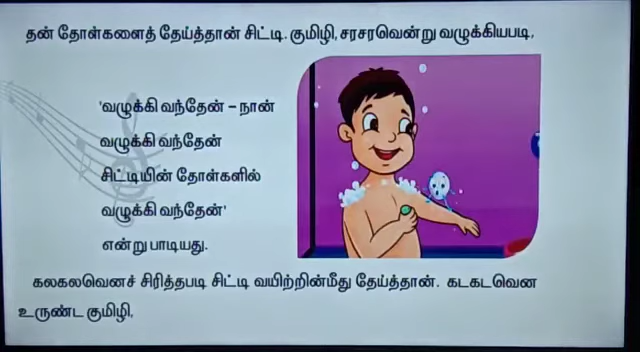 தன் தோள்களைத் தேய்த்தான் சிட்டி. குமிழி, சரசரவென்று வழுக்கியபடி,
'வழுக்கி வந்தேன் – நான்
வழுக்கி வந்தேன்
சிட்டியின் தோள்களில்
வழுக்கி வந்தேன்'
என்று பாடியது.
கலகலவெனச் சிரித்தபடி சிட்டி வயிற்றின்மீது தேய்த்தான். கடகடவென
உருண்ட குமிழி,